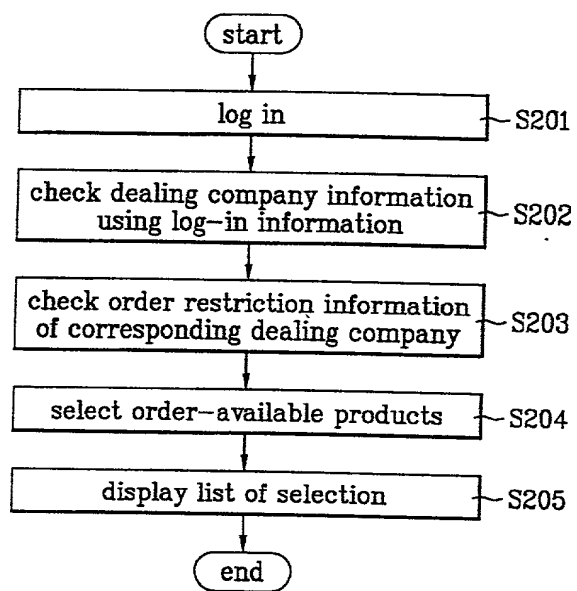 start
log in
S201
check dealing company information
using log-in information
S202
check order restriction information
of corresponding dealing company
S203
select order-available products
S204
display list of selection
S205
end